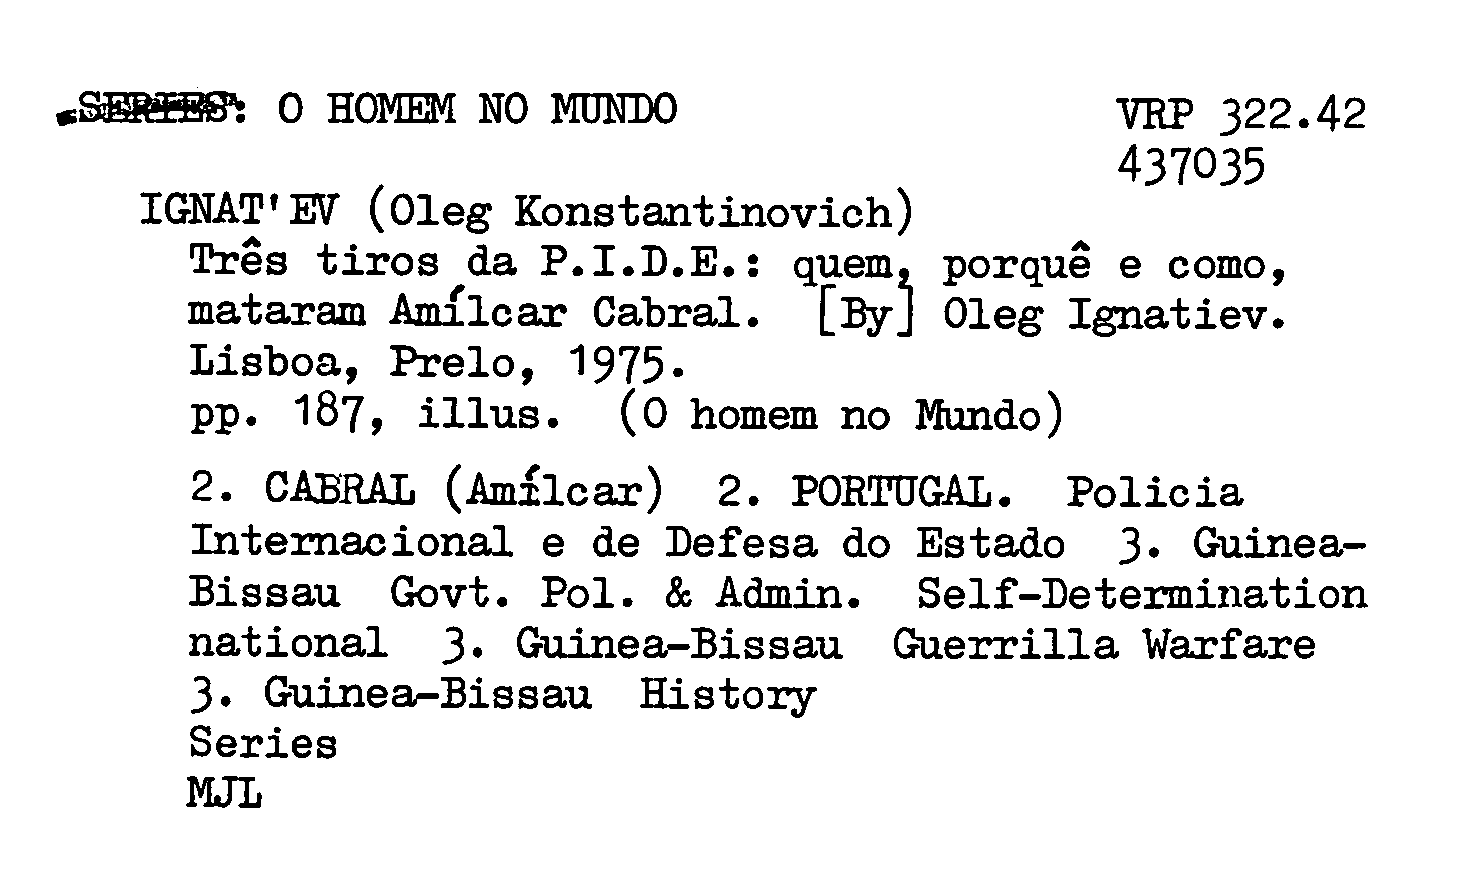 SERIES: O HOMEM NO MUNDO
VRP 322.42
437035
IGNAT'EV (Oleg Konstantinovich)
Três tiros da P.I.D.E.: quem, porquê e como,
mataram Amílcar Cabral. [By] Oleg Ignatiev.
Lisboa, Prelo, 1975.
pp. 187, illus. (O homem no Mundo)
2. CABRAL (Amílcar) 2. PORTUGAL. Policia
Internacional e de Defesa do Estado 3. Guinea-
Bissau Govt. Pol. & Admin. Self-Determination
national 3. Guinea-Bissau Guerrilla Warfare
3. Guinea-Bissau History
Series
MJL